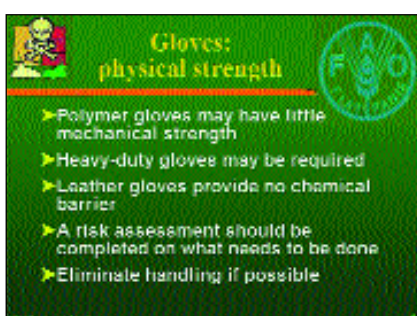 Gloves:
physical strength
F A O
➤Polymer gloves may have little
mechanical strength
➤Heavy-duty gloves may be required
➤Leather gloves provide no chemical
barrier
➤A risk assessment should be
completed on what needs to be done
➤Eliminate handling if possible